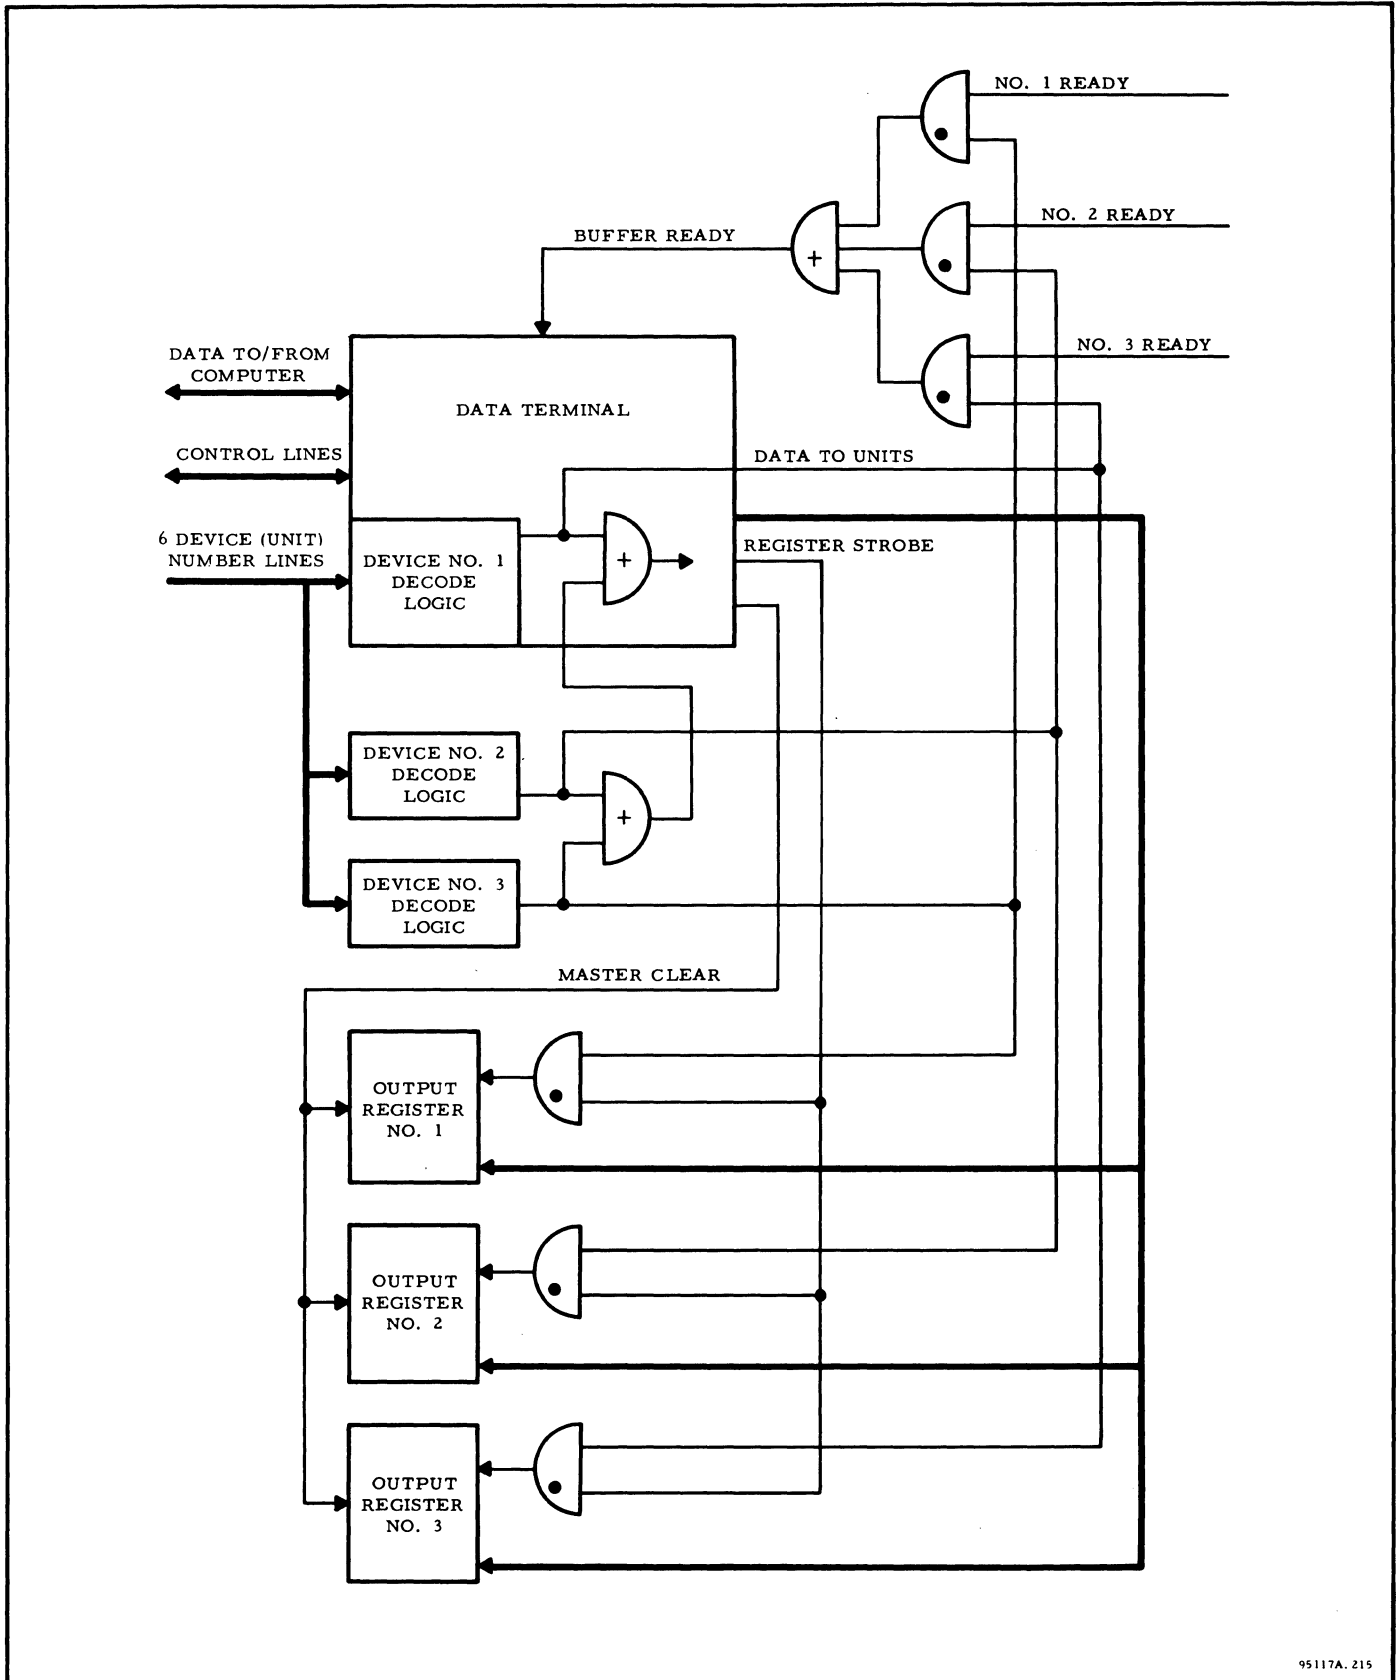 NO. 1 READY
NO. 2 READY
BUFFER READY
NO. 3 READY
DATA TO/FROM
COMPUTER
DATA TERMINAL
CONTROL LINES
DATA TO UNITS
6 DEVICE (UNIT)
NUMBER LINES
DEVICE NO. 1
DECODE
LOGIC
+
+
REGISTER STROBE
DEVICE NO. 2
DECODE
LOGIC
+
DEVICE NO. 3
DECODE
LOGIC
MASTER CLEAR
OUTPUT
REGISTER
NO. 1
OUTPUT
REGISTER
NO. 2
OUTPUT
REGISTER
NO. 3
95117A.215